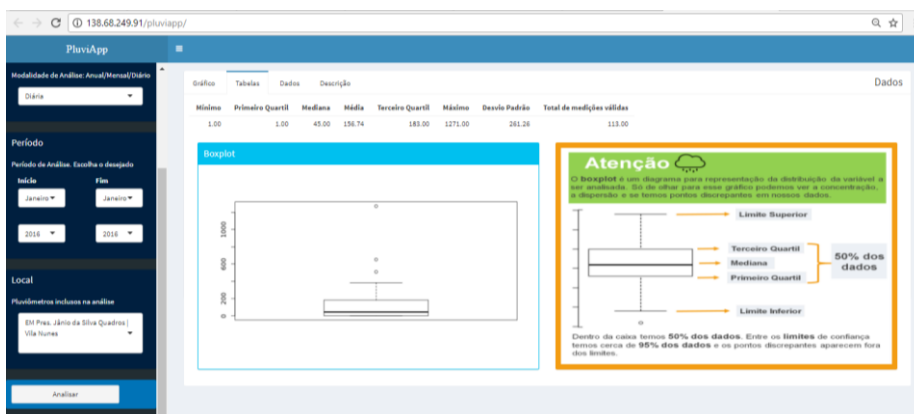 138.68.249.91/pluviapp/
PluviApp
Modalidade de Análise: Anual/Mensal/Diário
Diária
Período
Período de Análise. Escolha o desejado
Início Fim
Janeiro Janeiro
2016 2016
Local
Pluviômetros inclusos na análise
EM Pres. Jânio da Silva Quadros |
Vila Nunes
Analisar
Gráfico Tabelas Dados Descrição Dados
Mínimo Primeiro Quartil Mediana Média Terceiro Quartil Máximo Desvio Padrão Total de medições válidas
1.00 1.00 45.00 156.74 183.00 1271.00 261.26 113.00
Boxplot
1000
600
200
0
Atenção
O boxplot é um diagrama para representação da distribuição da variável a
ser analisada. Só de olhar para esse gráfico podemos ver a concentração,
a dispersão e se temos pontos discrepantes em nossos dados.
Limite Superior
Terceiro Quartil
Mediana
Primeiro Quartil
50% dos
dados
Limite Inferior
Dentro da caixa temos 50% dos dados. Entre os limites de confiança
temos cerca de 95% dos dados e os pontos discrepantes aparecem fora
dos limites.